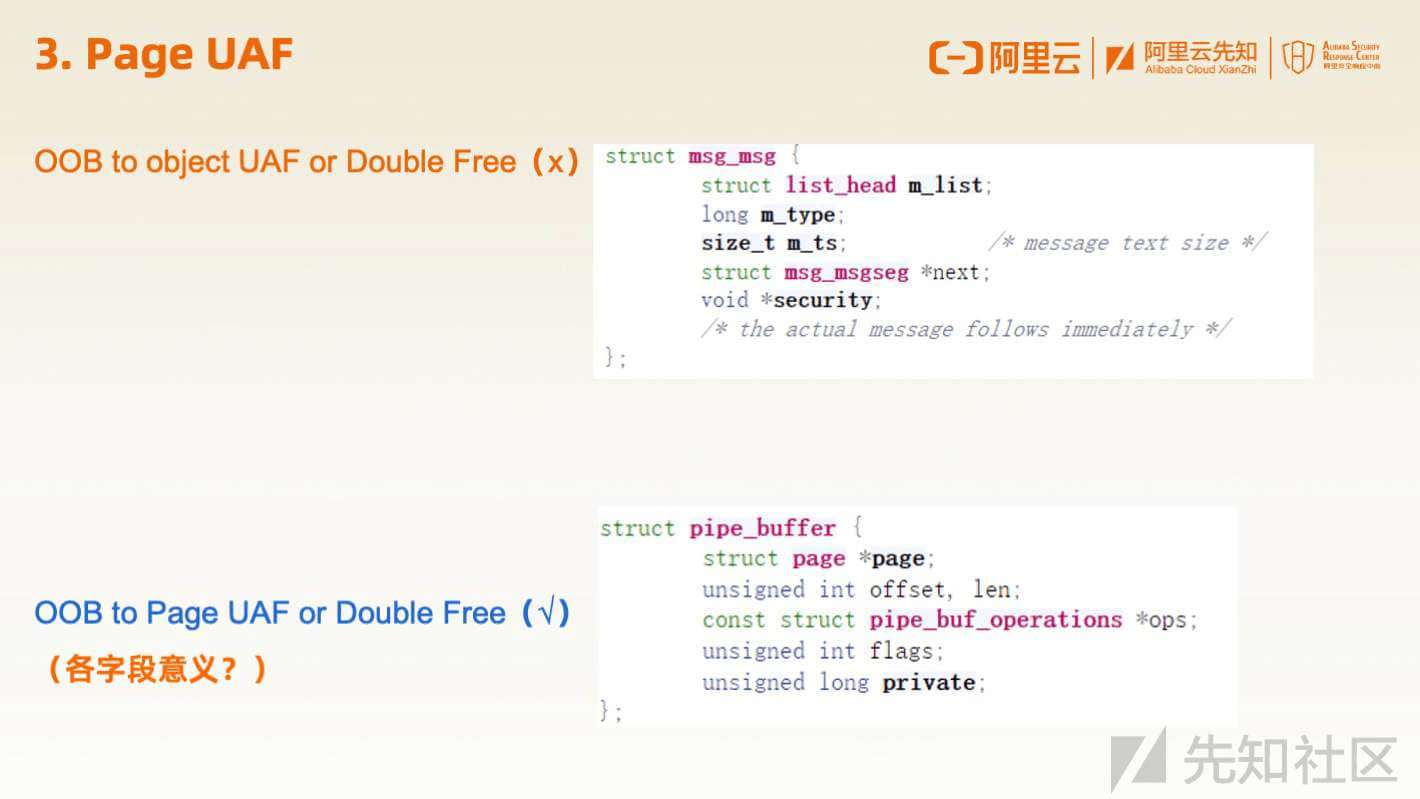 3. Page UAF
阿里云
阿里云先知
Alibaba Cloud XianZhi
ALIBABA SECURITY
RESPONSE CENTER
阿里安全响应中心
OOB to object UAF or Double Free（x）
struct msg_msg {
struct list_head m_list;
long m_type;
size_t m_ts; /* message text size */
struct msg_msgseg *next;
void *security;
/* the actual message follows immediately */
};
OOB to Page UAF or Double Free（√）
（各字段意义？）
struct pipe_buffer {
struct page *page;
unsigned int offset, len;
const struct pipe_buf_operations *ops;
unsigned int flags;
unsigned long private;
};
先知社区